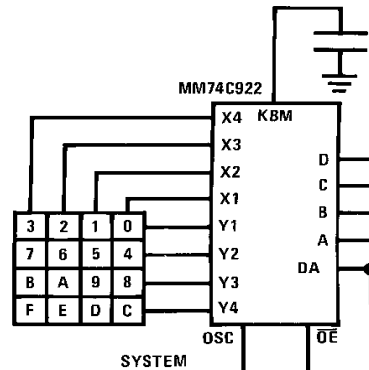 MM74C922
X4 KBM
X3
X2
X1
Y1
Y2
Y3
Y4
D
C
B
A
DA
3 2 1 0
7 6 5 4
B A 9 8
F E D C
OSC OE
SYSTEM